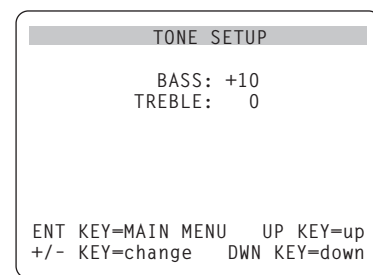 TONE SETUP
BASS: +10
TREBLE: 0
ENT KEY=MAIN MENU UP KEY=up
+/- KEY=change DWN KEY=down